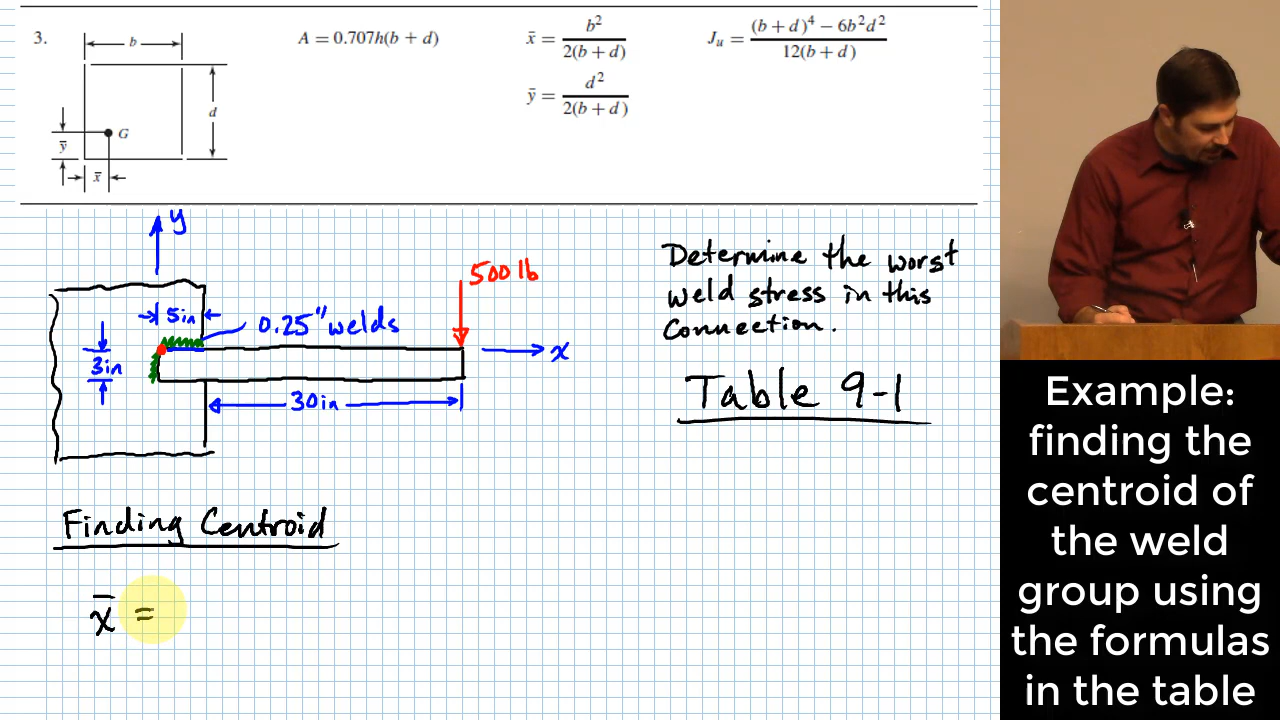 3.
b
d
G
ȳ
x̄
A = 0.707h(b + d)
x̄ = b² / 2(b + d)
ȳ = d² / 2(b + d)
Jᵤ = (b + d)⁴ − 6b²d² / 12(b + d)
y
500 lb
5in
0.25" welds
3in
x
30in
Determine the worst
weld stress in this
connection.
Table 9-1
Finding Centroid
x̄ =
Example:
finding the
centroid of
the weld
group using
the formulas
in the table